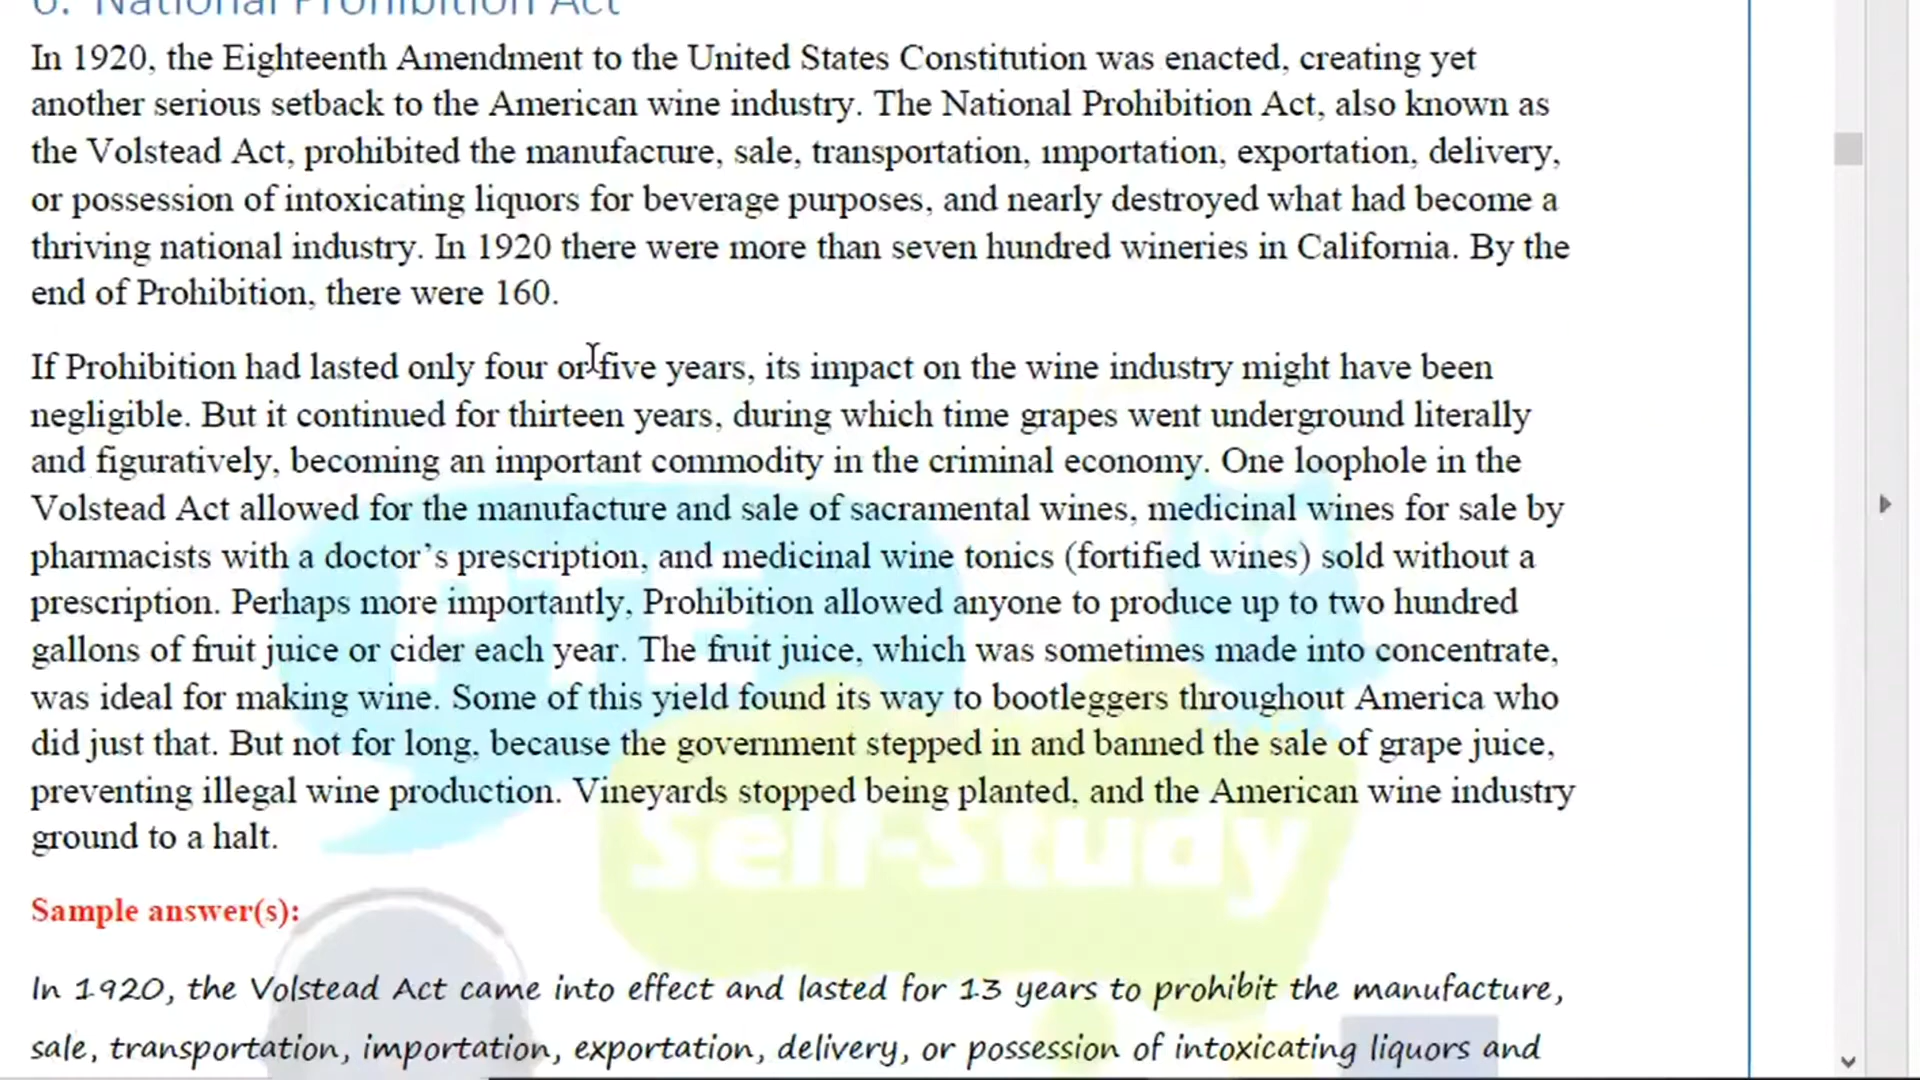 6. National Prohibition Act
In 1920, the Eighteenth Amendment to the United States Constitution was enacted, creating yet
another serious setback to the American wine industry. The National Prohibition Act, also known as
the Volstead Act, prohibited the manufacture, sale, transportation, importation, exportation, delivery,
or possession of intoxicating liquors for beverage purposes, and nearly destroyed what had become a
thriving national industry. In 1920 there were more than seven hundred wineries in California. By the
end of Prohibition, there were 160.
If Prohibition had lasted only four or five years, its impact on the wine industry might have been
negligible. But it continued for thirteen years, during which time grapes went underground literally
and figuratively, becoming an important commodity in the criminal economy. One loophole in the
Volstead Act allowed for the manufacture and sale of sacramental wines, medicinal wines for sale by
pharmacists with a doctor’s prescription, and medicinal wine tonics (fortified wines) sold without a
prescription. Perhaps more importantly, Prohibition allowed anyone to produce up to two hundred
gallons of fruit juice or cider each year. The fruit juice, which was sometimes made into concentrate,
was ideal for making wine. Some of this yield found its way to bootleggers throughout America who
did just that. But not for long, because the government stepped in and banned the sale of grape juice,
preventing illegal wine production. Vineyards stopped being planted, and the American wine industry
ground to a halt.
PTE
Self-Study
Sample answer(s):
In 1920, the Volstead Act came into effect and lasted for 13 years to prohibit the manufacture,
sale, transportation, importation, exportation, delivery, or possession of intoxicating liquors and